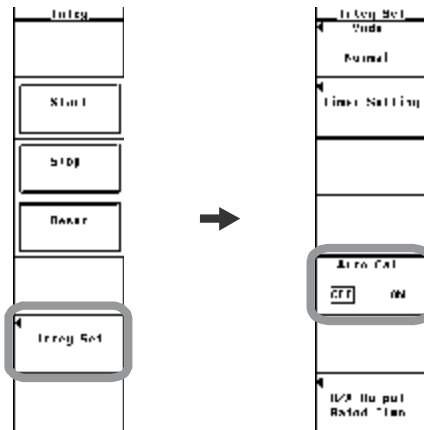 Integ
Start
Stop
Reset
Integ Set
Integ Set
Mode
Normal
Timer Setting
Auto Cal
OFF ON
D/A Output
Rated Time